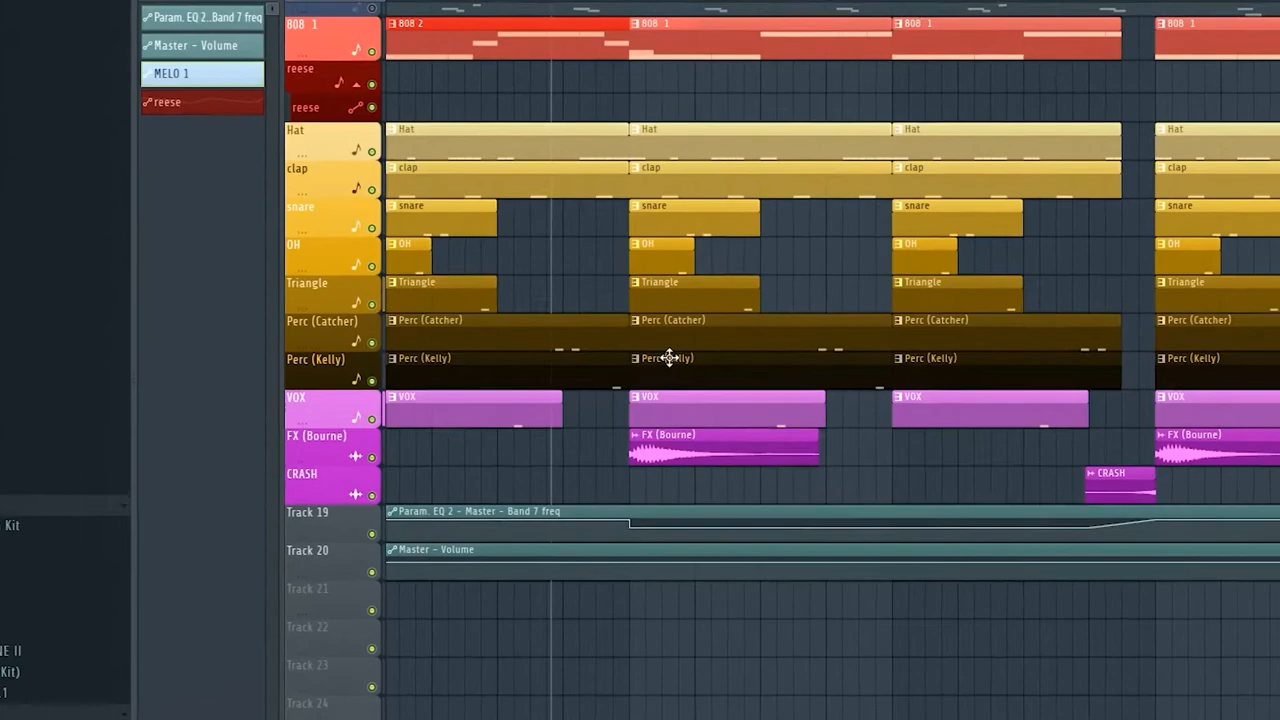 Param. EQ 2..Band 7 freq
Master - Volume
MELO 1
reese
Kit
NE II
Kit)
.1
808 1
808 2
808 1
808 1
808 1
reese
reese
Hat
Hat
Hat
Hat
Hat
clap
clap
clap
clap
clap
snare
snare
snare
snare
snare
OH
OH
OH
OH
OH
Triangle
Triangle
Triangle
Triangle
Triangle
Perc (Catcher)
Perc (Catcher)
Perc (Catcher)
Perc (Catcher)
Perc (Catcher)
Perc (Kelly)
Perc (Kelly)
Perc lly)
Perc (Kelly)
Perc (Kelly)
VOX
VOX
VOX
VOX
VOX
FX (Bourne)
FX (Bourne)
FX (Bourne)
CRASH
CRASH
Track 19
Param. EQ 2 - Master - Band 7 freq
Track 20
Master - Volume
Track 21
Track 22
Track 23
Track 24